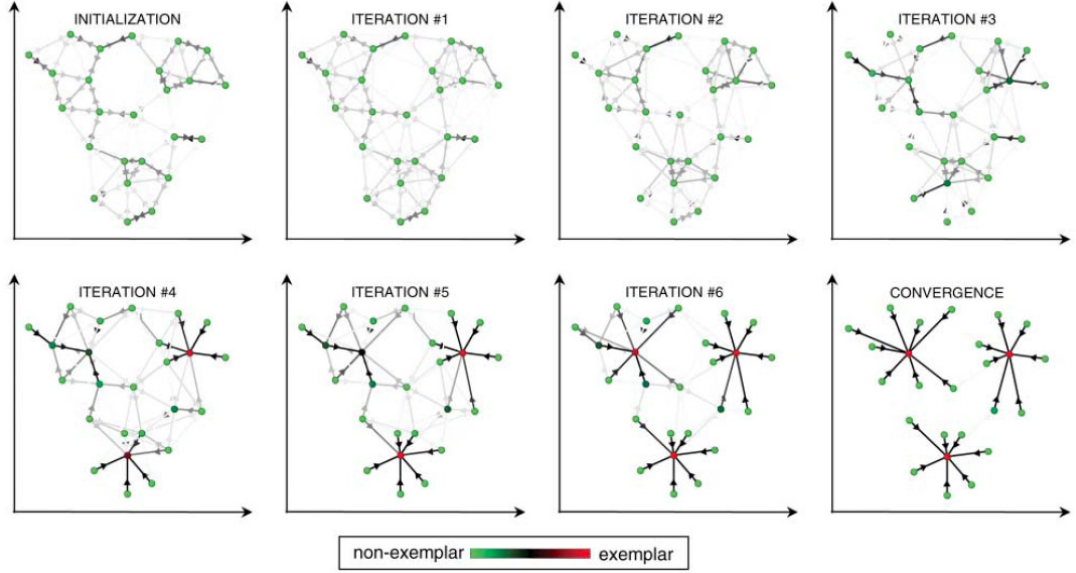 INITIALIZATION
ITERATION #1
ITERATION #2
ITERATION #3
ITERATION #4
ITERATION #5
ITERATION #6
CONVERGENCE
non-exemplar
exemplar